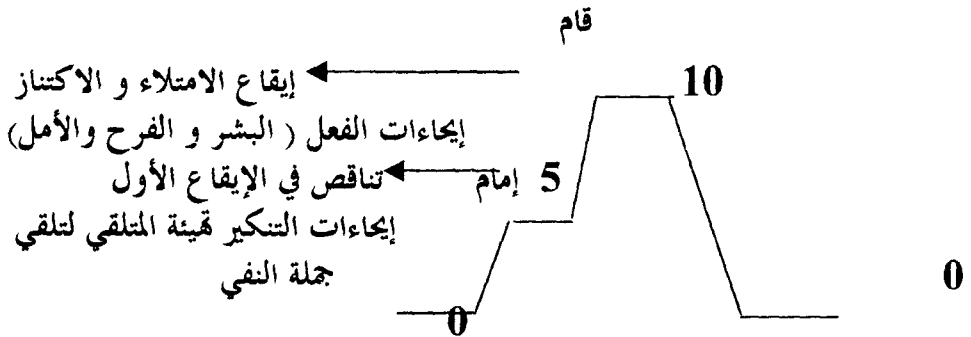 قام
إيقاع الامتلاء و الاكتناز
10
إيحاءات الفعل ( البشر و الفرح والأمل)
5 إمام تناقص في الإيقاع الأول
إيحاءات التنكير تهيئة المتلقي لتلقي
جملة النفي
0
0